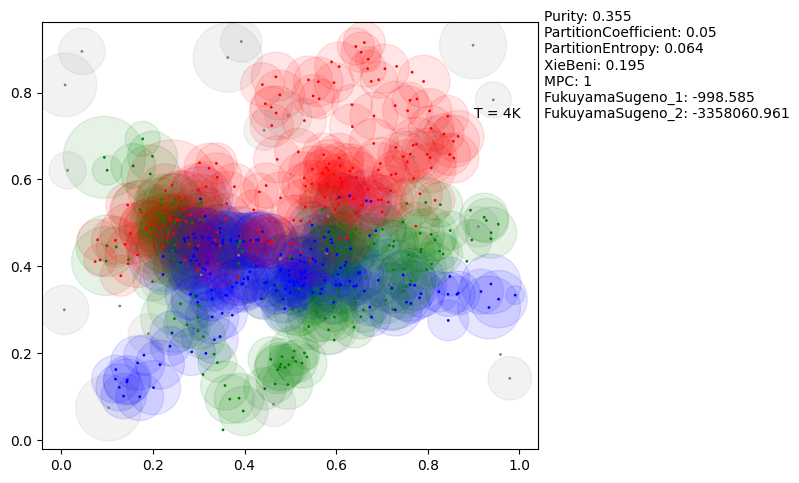 Purity: 0.355
PartitionCoefficient: 0.05
PartitionEntropy: 0.064
XieBeni: 0.195
MPC: 1
FukuyamaSugeno_1: -998.585
FukuyamaSugeno_2: -3358060.961
T = 4K
0.8
0.6
0.4
0.2
0.0
0.0 0.2 0.4 0.6 0.8 1.0